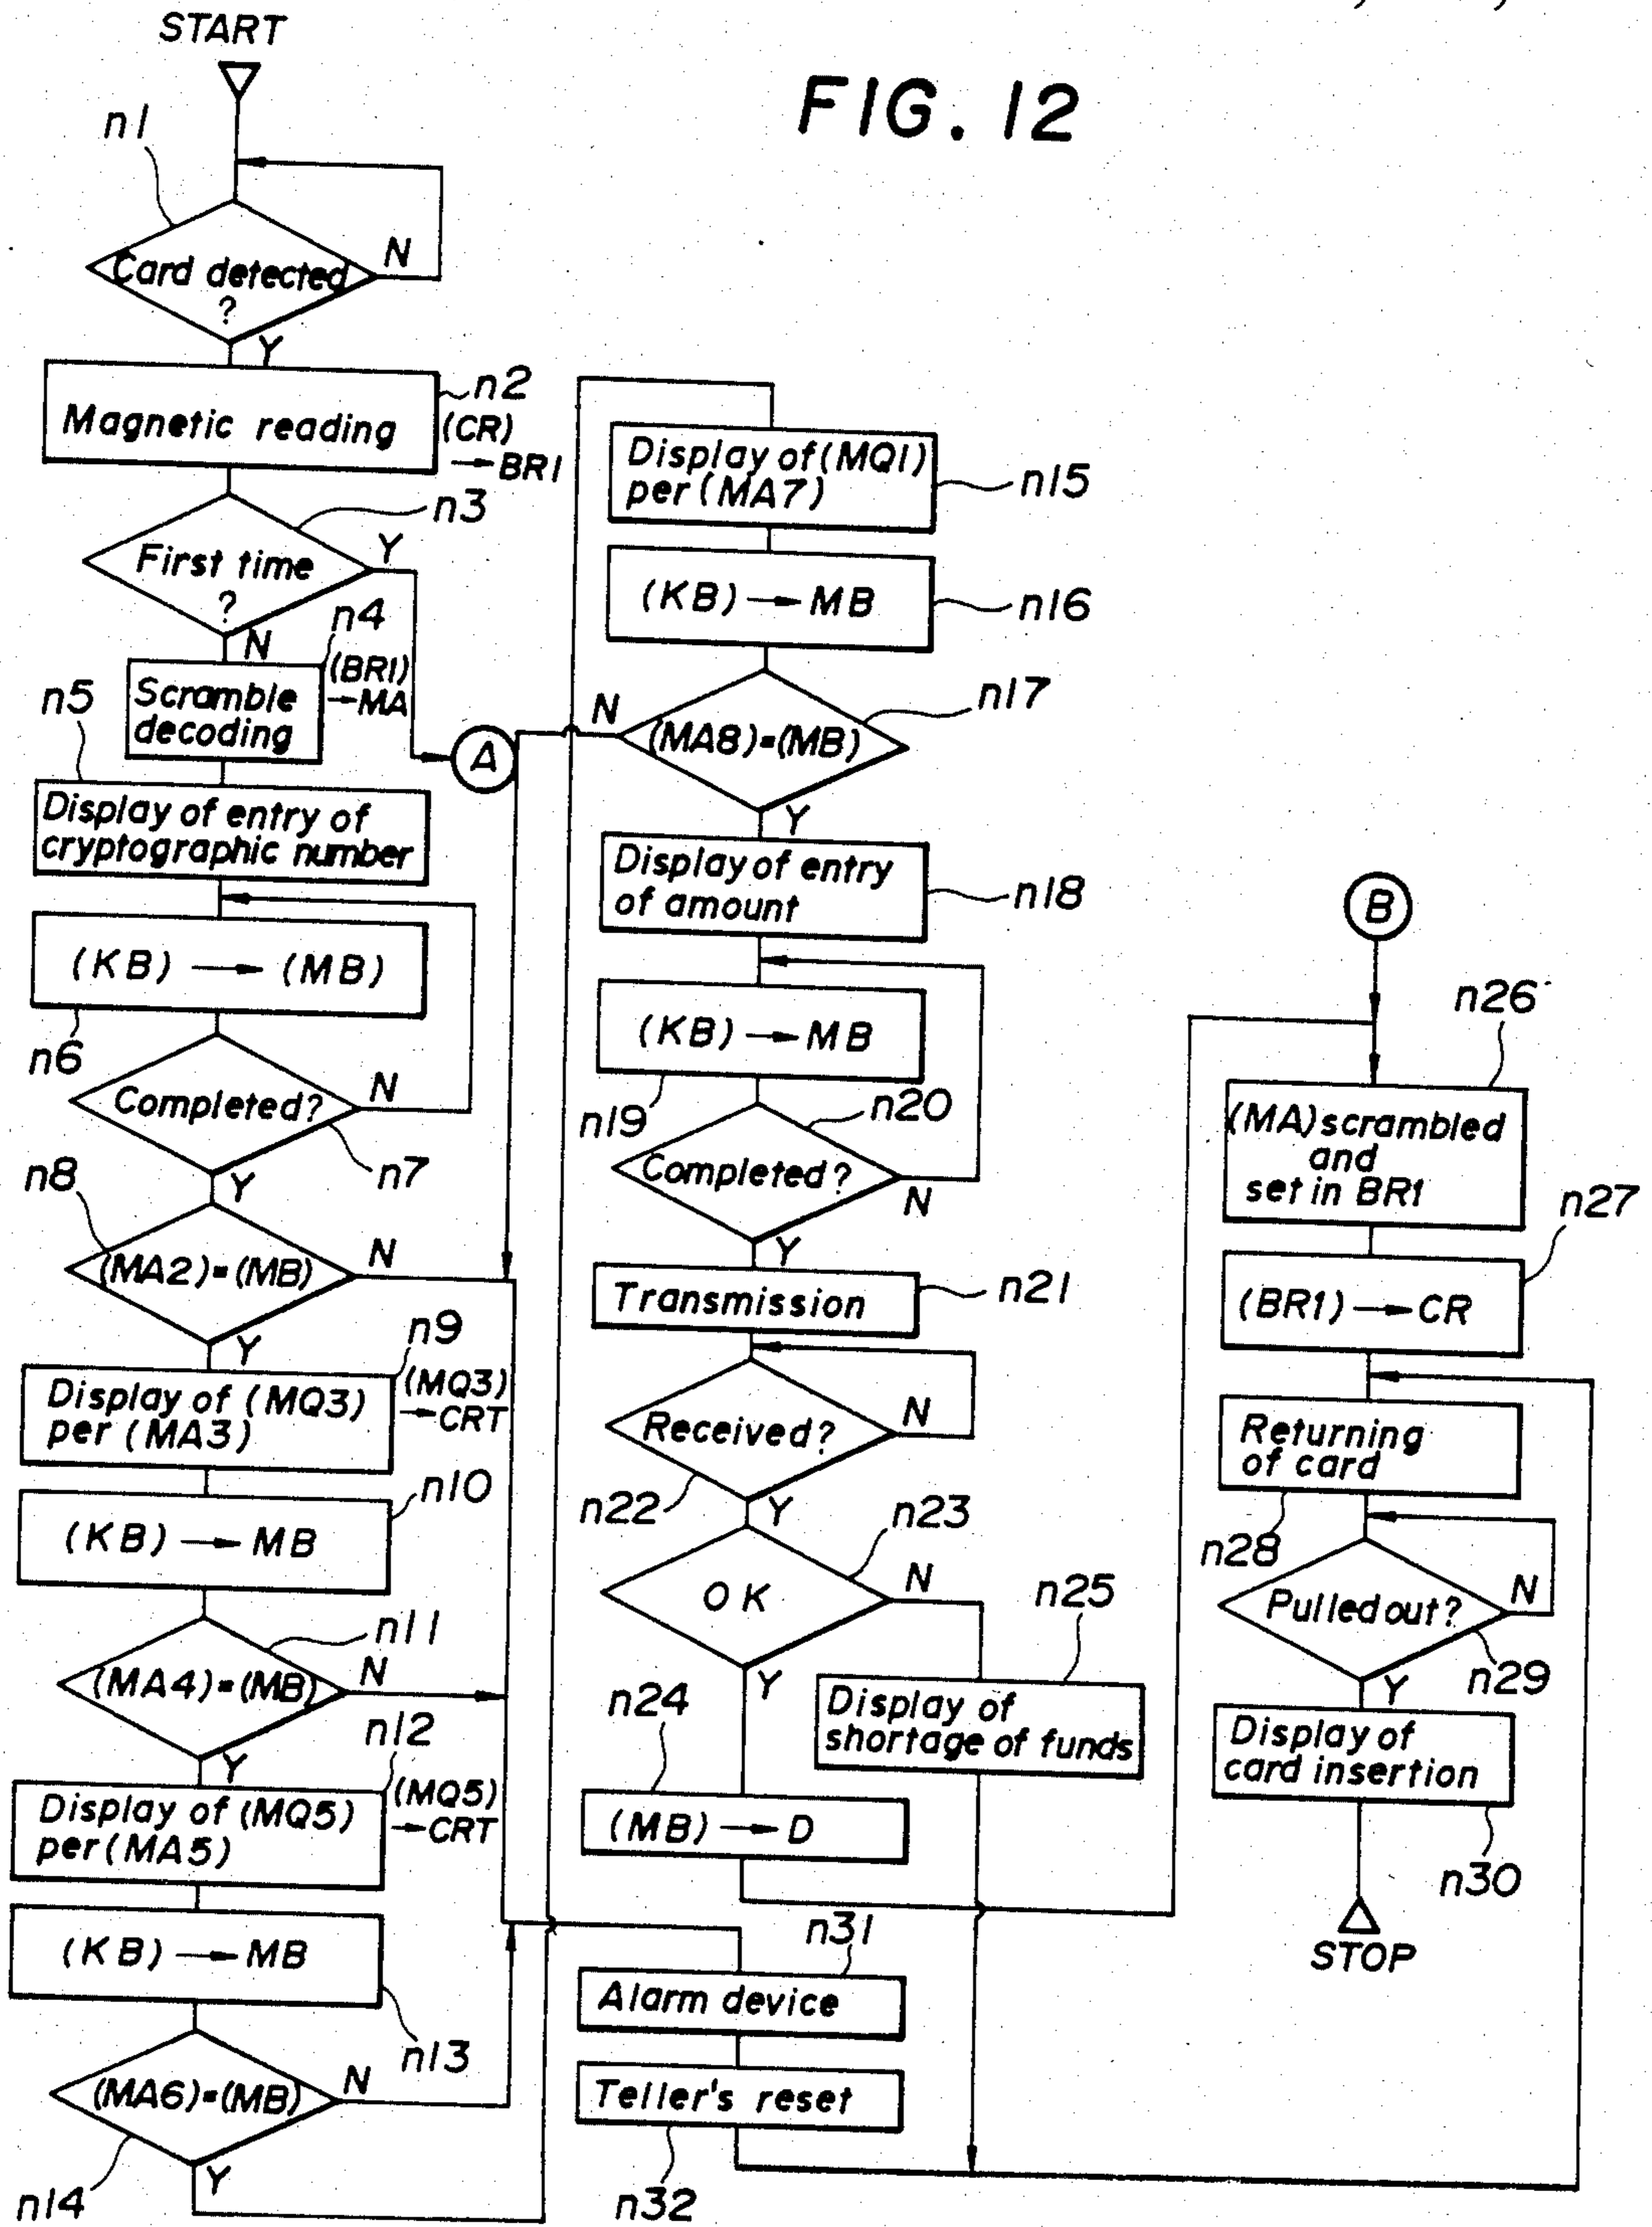 START
FIG. 12
n1
N
Card detected
?
Y
n2
Magnetic reading
(CR)
→BR1
n3
First time
?
Y
N
n4
(BR1)
→MA
Scramble
decoding
A
n5
Display of entry of
cryptographic number
(KB) → (MB)
n6
Completed?
N
n7
Y
n8
(MA2)=(MB)
N
Y
n9
Display of (MQ3)
per (MA3)
(MQ3)
→CRT
n10
(KB) → MB
n11
(MA4)=(MB)
N
Y
n12
Display of (MQ5)
per (MA5)
(MQ5)
→CRT
(KB) → MB
n13
(MA6)=(MB)
N
n14
Y
Display of (MQ1)
per (MA7)
n15
(KB) → MB
n16
n17
N
(MA8)=(MB)
Y
Display of entry
of amount
n18
(KB) → MB
n19
n20
Completed?
N
Y
Transmission
n21
Received?
N
n22
Y
n23
OK
N
Y
n24
n25
Display of
shortage of funds
(MB) → D
n31
Alarm device
Teller's reset
n32
B
n26
(MA) scrambled
and
set in BR1
n27
(BR1) → CR
Returning
of card
n28
Pulled out?
N
n29
Y
Display of
card insertion
n30
STOP